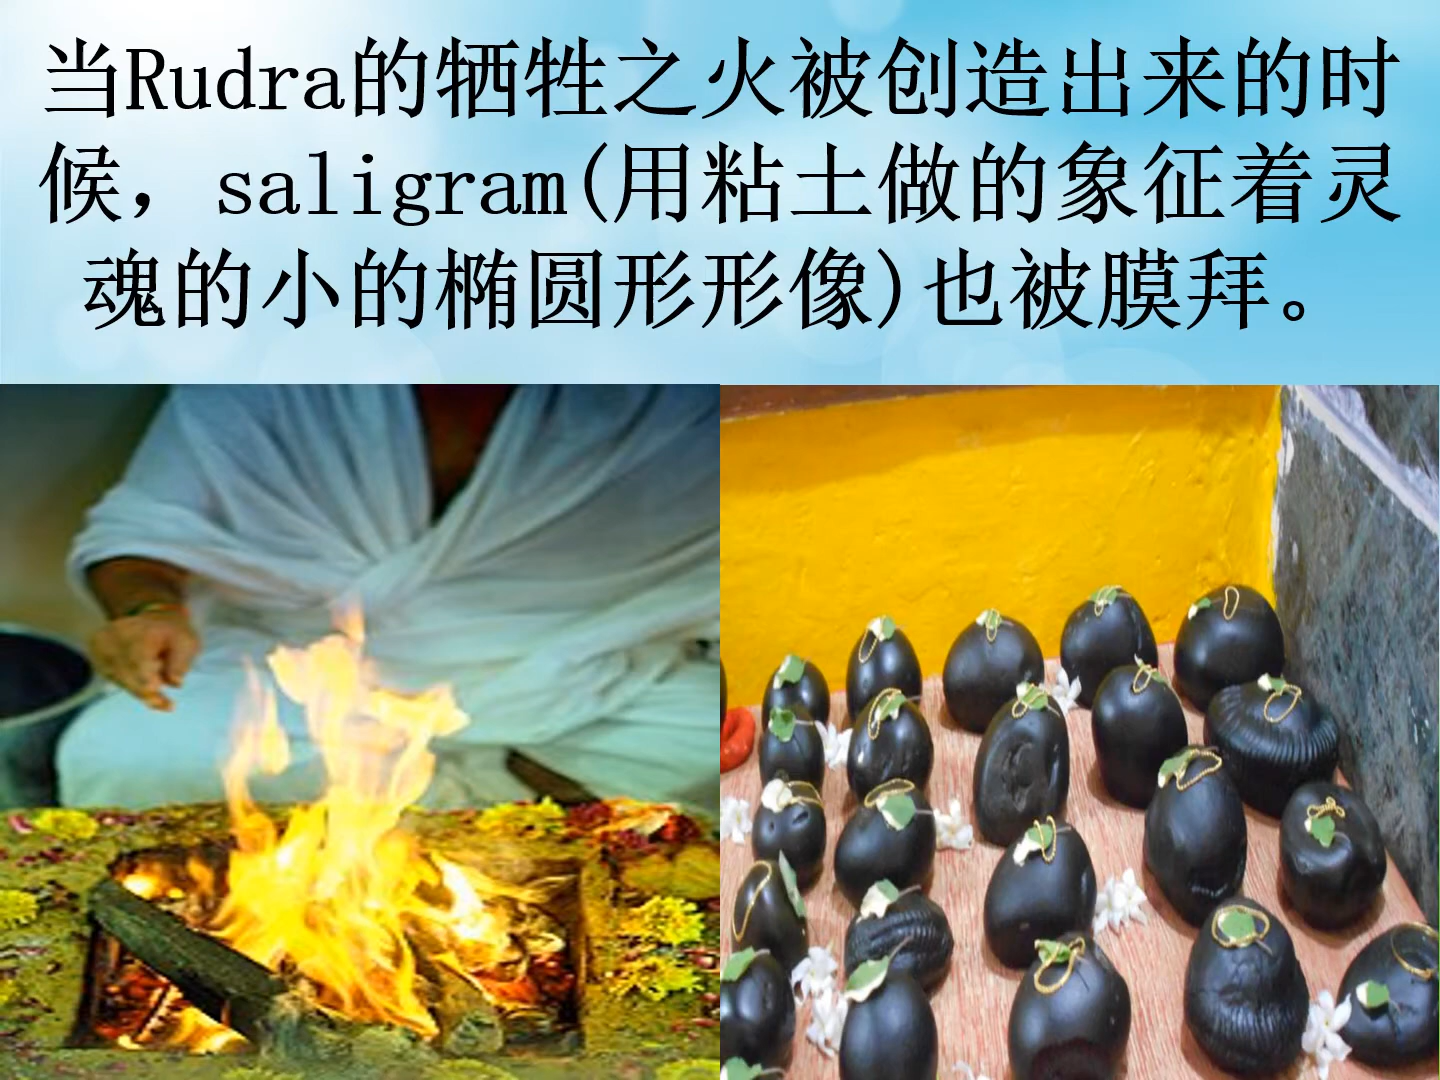 当Rudra的牺牲之火被创造出来的时
候，saligram(用粘土做的象征着灵
魂的小的椭圆形形像)也被膜拜。